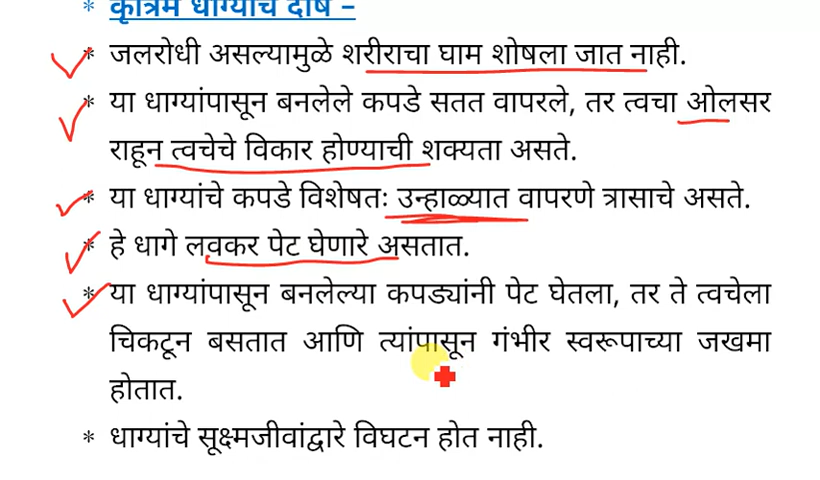 * कृत्रिम धाग्यांचे दोष –
* जलरोधी असल्यामुळे शरीराचा घाम शोषला जात नाही.
* या धाग्यांपासून बनलेले कपडे सतत वापरले, तर त्वचा ओलसर
राहून त्वचेचे विकार होण्याची शक्यता असते.
* या धाग्यांचे कपडे विशेषतः उन्हाळ्यात वापरणे त्रासाचे असते.
* हे धागे लवकर पेट घेणारे असतात.
* या धाग्यांपासून बनलेल्या कपड्यांनी पेट घेतला, तर ते त्वचेला
चिकटून बसतात आणि त्यांपासून गंभीर स्वरूपाच्या जखमा
होतात.
* धाग्यांचे सूक्ष्मजीवांद्वारे विघटन होत नाही.